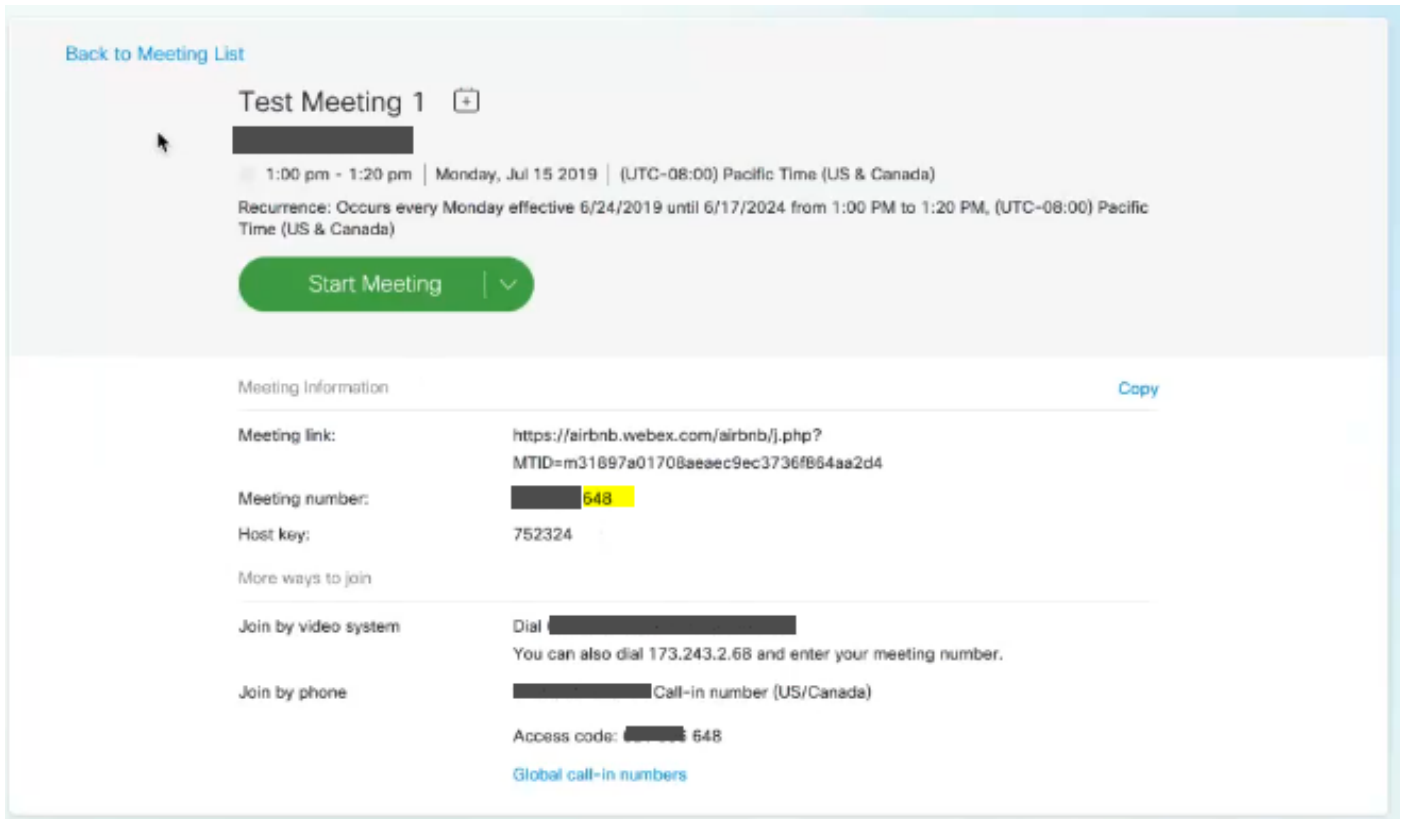 Back to Meeting List
Test Meeting 1
1:00 pm - 1:20 pm | Monday, Jul 15 2019 | (UTC-08:00) Pacific Time (US & Canada)
Recurrence: Occurs every Monday effective 6/24/2019 until 6/17/2024 from 1:00 PM to 1:20 PM, (UTC-08:00) Pacific
Time (US & Canada)
Start Meeting
Meeting Information
Copy
Meeting link:
https://airbnb.webex.com/airbnb/j.php?
MTID=m31897a01708aeaec9ec3736f864aa2d4
Meeting number:
648
Host key:
752324
More ways to join
Join by video system
Dial
You can also dial 173.243.2.68 and enter your meeting number.
Join by phone
Call-in number (US/Canada)
Access code: 648
Global call-in numbers